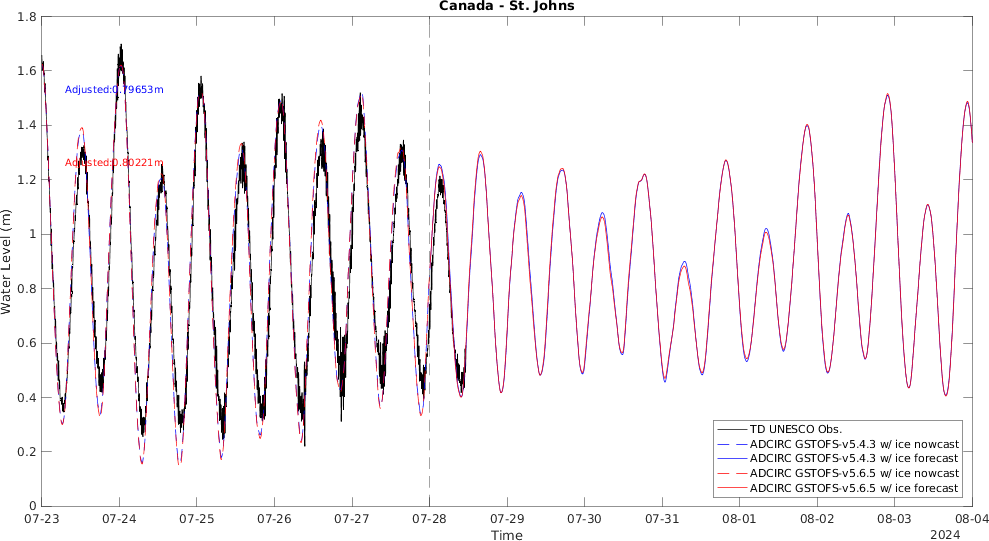 Canada - St. Johns
1.8
1.6
1.4
1.2
1
0.8
0.6
0.4
0.2
0
Water Level (m)
Adjusted:0.79653m
Adjusted:0.80221m
TD UNESCO Obs.
ADCIRC GSTOFS-v5.4.3 w/ ice nowcast
ADCIRC GSTOFS-v5.4.3 w/ ice forecast
ADCIRC GSTOFS-v5.6.5 w/ ice nowcast
ADCIRC GSTOFS-v5.6.5 w/ ice forecast
07-23 07-24 07-25 07-26 07-27 07-28 07-29 07-30 07-31 08-01 08-02 08-03 08-04
Time
2024